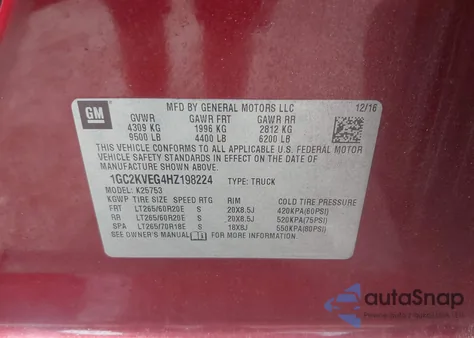 GM
MFD BY GENERAL MOTORS LLC 12/16
GVWR GAWR FRT GAWR RR
4309 KG 1996 KG 2812 KG
9500 LB 4400 LB 6200 LB
THIS VEHICLE CONFORMS TO ALL APPLICABLE U.S. FEDERAL MOTOR
VEHICLE SAFETY STANDARDS IN EFFECT ON THE DATE OF
MANUFACTURE SHOWN ABOVE.
1GC2KVEG4HZ198224 TYPE: TRUCK
MODEL: K25753
KGWP TIRE SIZE SPEED RTG RIM COLD TIRE PRESSURE
FRT LT265/60R20E S 20X8.5J 420KPA(60PSI)
RR LT265/60R20E S 20X8.5J 520KPA(75PSI)
SPA LT265/70R18E S 18X8J 550KPA(80PSI)
SEE OWNER'S MANUAL FOR MORE INFORMATION
autoSnap